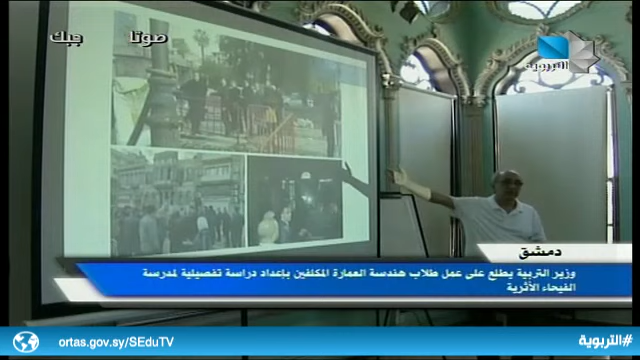 صوتا
جبك
التربوية
دمشق
وزير التربية يطلع على عمل طلاب هندسة العمارة المكلفين بإعداد دراسة تفصيلية لمدرسة
الفيحاء الأثرية
ortas.gov.sy/SEduTV
#التربوية